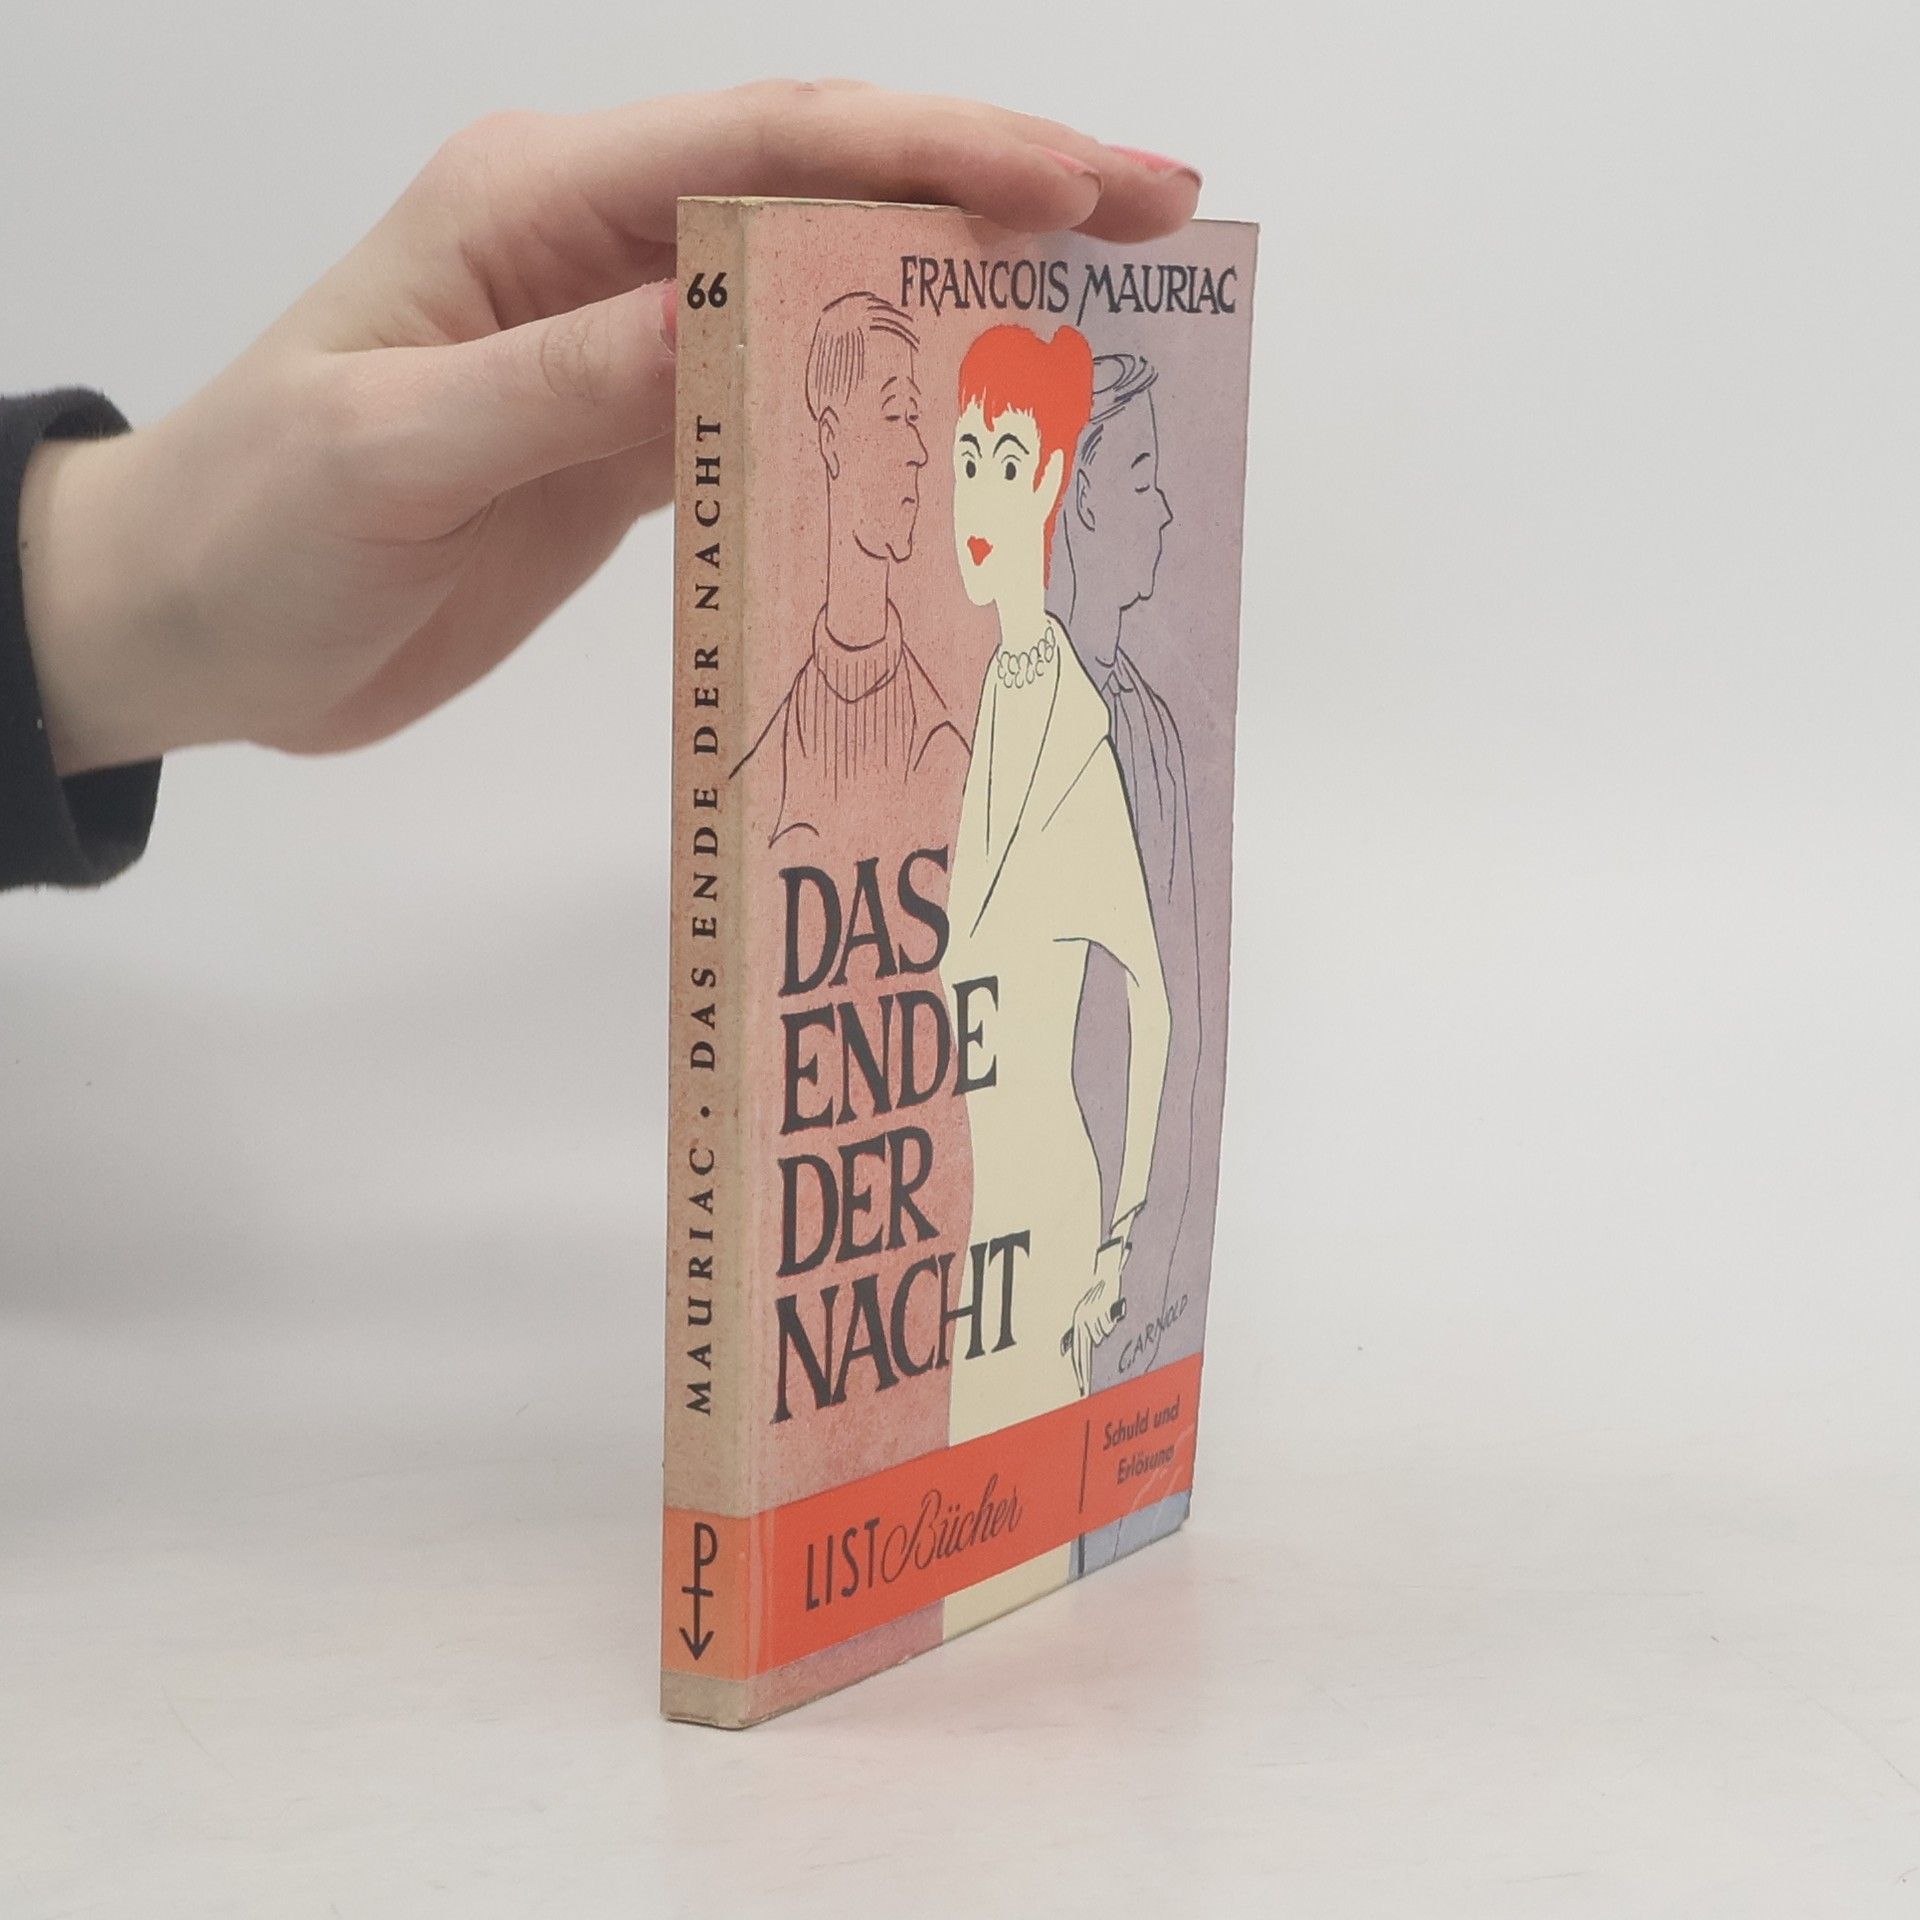 66
MAURIAC · DAS ENDE DER NACHT
P
FRANCOIS MAURIAC
DAS
ENDE
DER
NACHT
C. ARNOLD
LIST Bücher
Schuld und
Erlösung